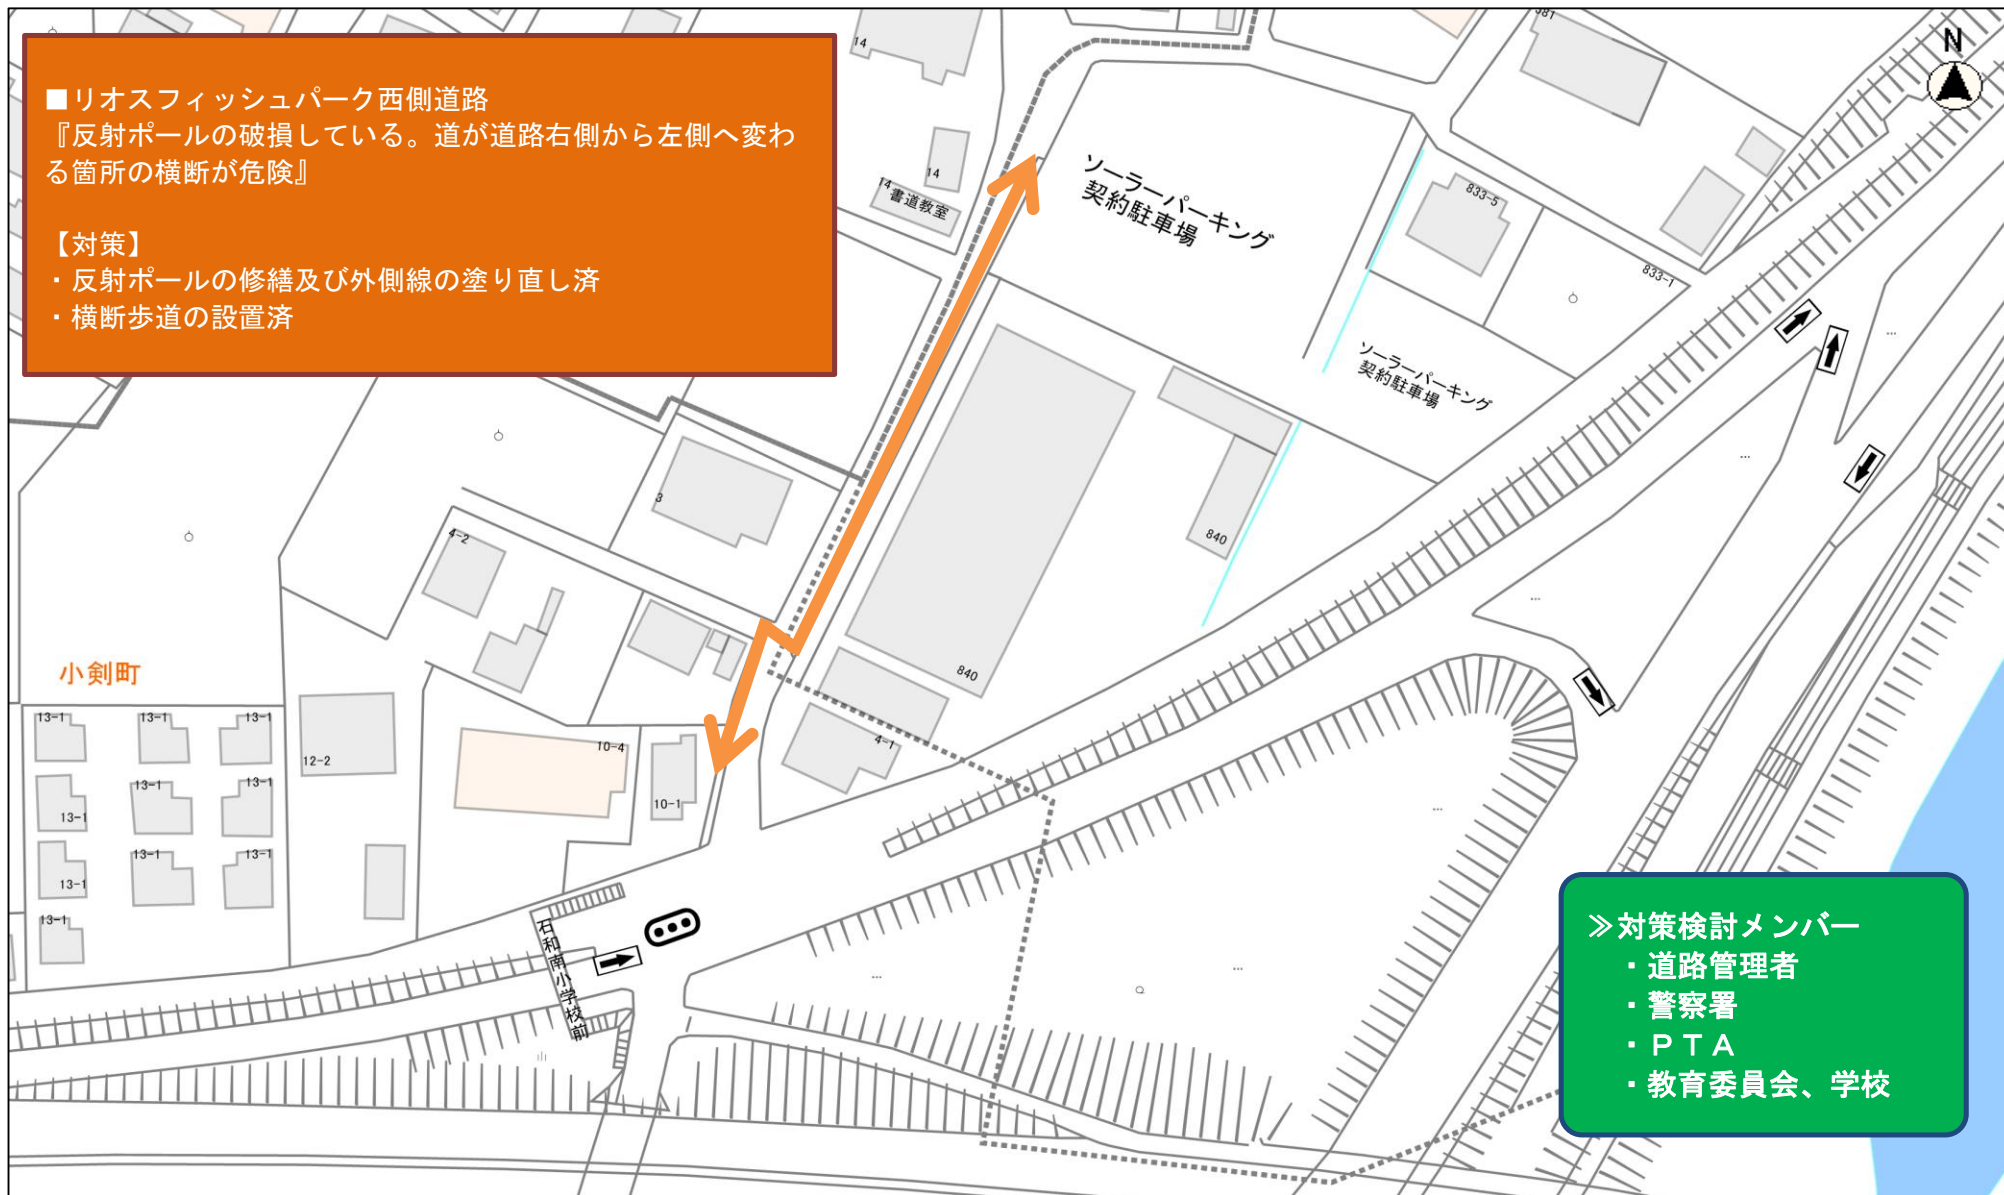 ■リオスフィッシュパーク西側道路
『反射ポールの破損している。道が道路右側から左側へ変わ
る箇所の横断が危険』
【対策】
・反射ポールの修繕及び外側線の塗り直し済
・横断歩道の設置済
N
14
14
14
書道教室
ソーラーパーキング
契約駐車場
833-5
833-1
ソーラーパーキング
契約駐車場
3
4-2
840
840
4-1
小剣町
13-1
13-1
13-1
12-2
10-4
13-1
13-1
13-1
10-1
13-1
13-1
13-1
13-1
石和南小学校前
≫対策検討メンバー
・道路管理者
・警察署
・ＰＴＡ
・教育委員会、学校